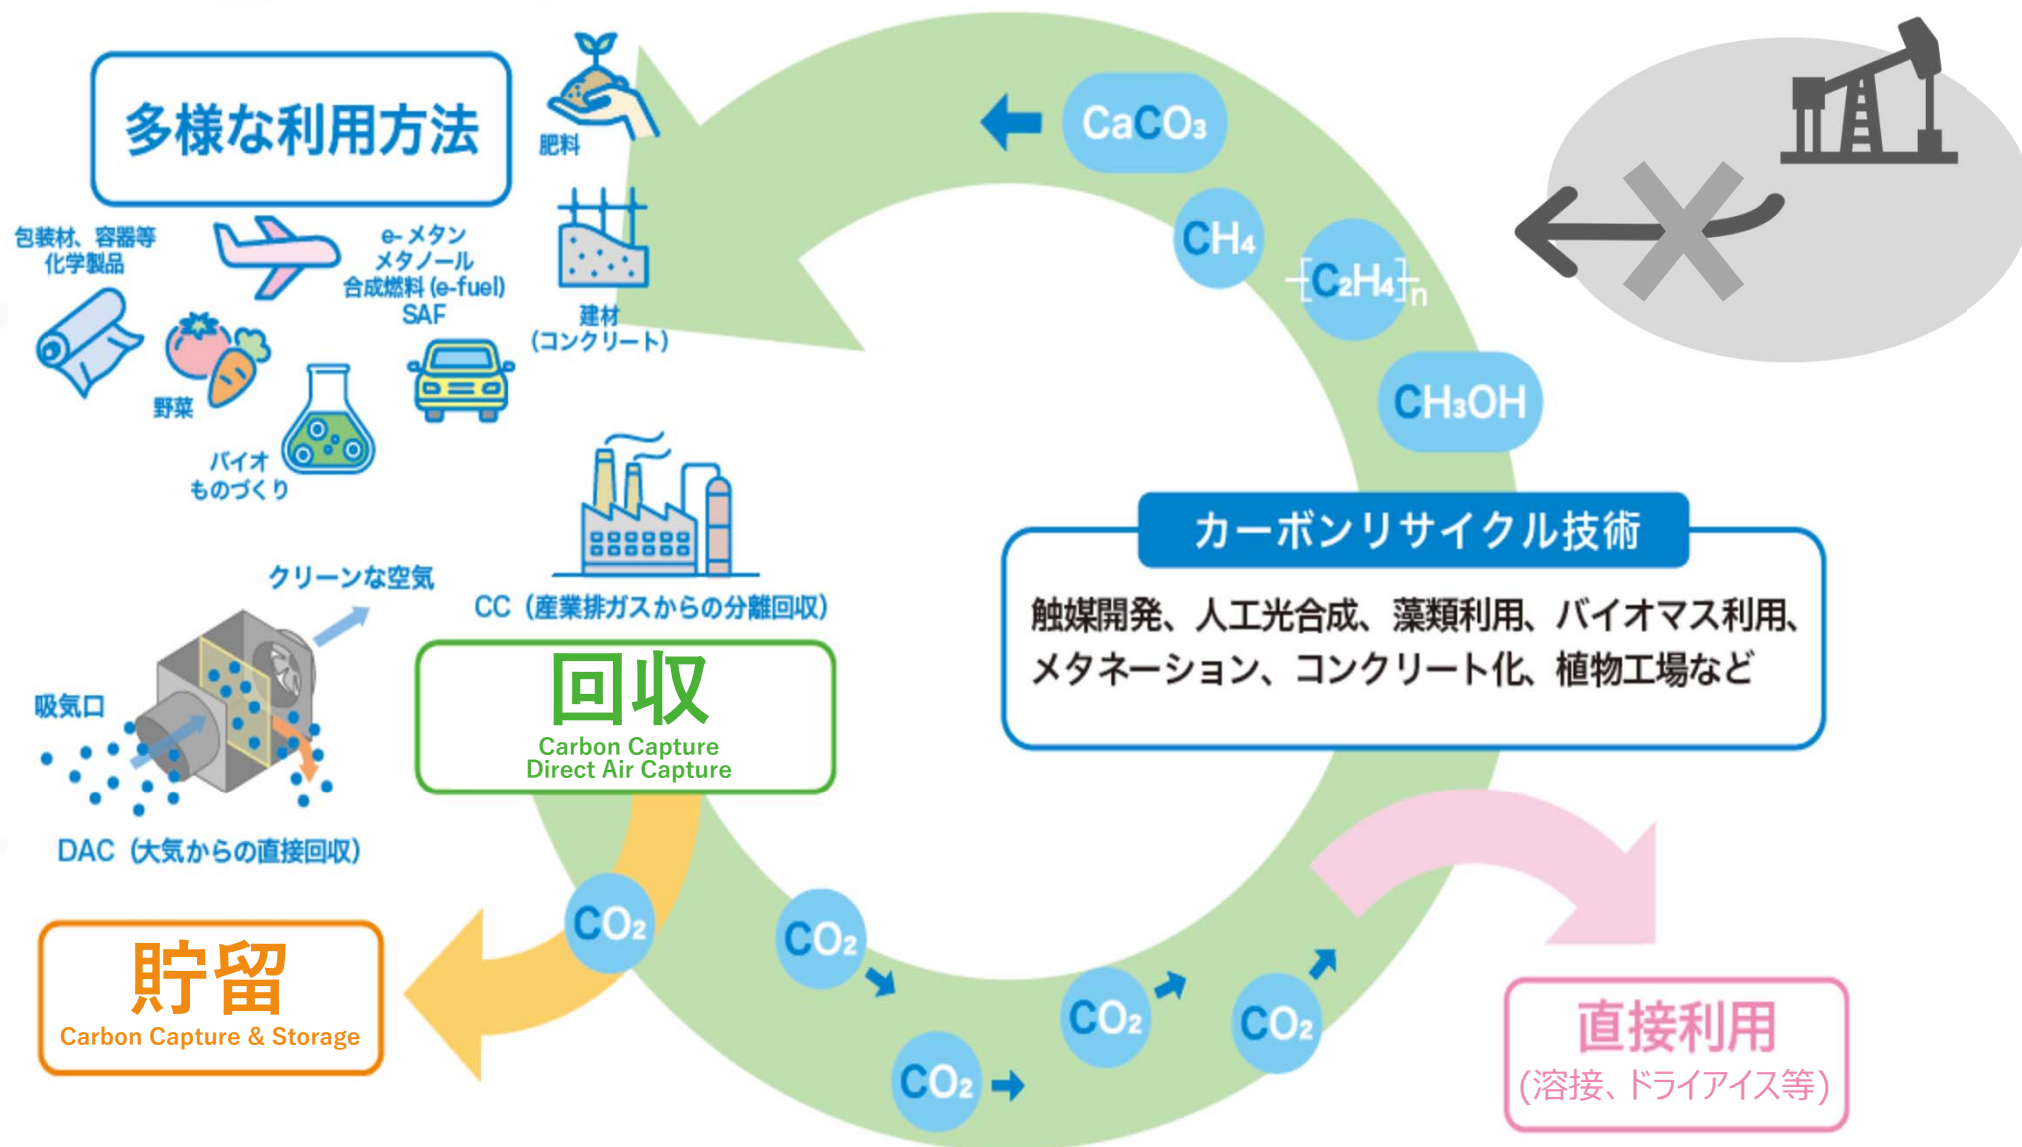 多様な利用方法
肥料
包装材、容器等
化学製品
e-メタン
メタノール
合成燃料(e-fuel)
SAF
建材
(コンクリート)
野菜
バイオ
ものづくり
CaCO₃
CH₄
-[C₂H₄]-n
CH₃OH
カーボンリサイクル技術
触媒開発、人工光合成、藻類利用、バイオマス利用、
メタネーション、コンクリート化、植物工場など
CC（産業排ガスからの分離回収）
回収
Carbon Capture
Direct Air Capture
クリーンな空気
吸気口
DAC（大気からの直接回収）
貯留
Carbon Capture & Storage
CO₂
CO₂
CO₂
CO₂
CO₂
直接利用
(溶接、ドライアイス等)